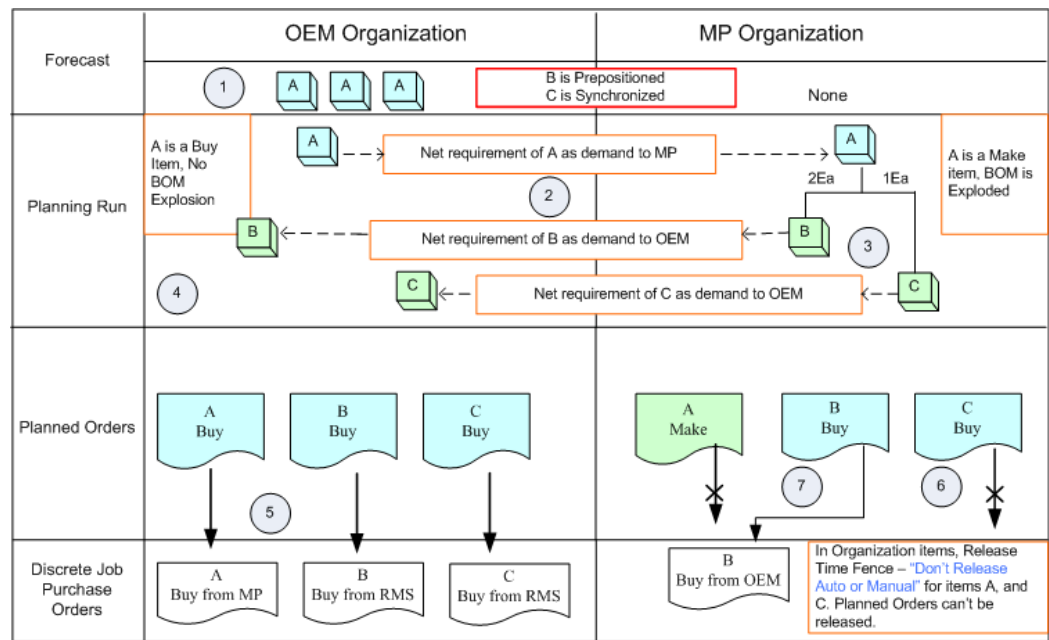 OEM Organization
MP Organization
Forecast
1
A
A
A
B is Prepositioned
C is Synchronized
None
Planning Run
A is a Buy
Item, No
BOM
Explosion
A
Net requirement of A as demand to MP
A
A is a Make
item, BOM is
Exploded
2Ea
1Ea
2
B
Net requirement of B as demand to OEM
B
3
4
C
Net requirement of C as demand to OEM
C
Planned Orders
A
Buy
B
Buy
C
Buy
A
Make
B
Buy
C
Buy
5
7
6
Discrete Job
Purchase
Orders
A
Buy from MP
B
Buy from RMS
C
Buy from RMS
B
Buy from OEM
In Organization items, Release
Time Fence – “Don’t Release
Auto or Manual” for items A, and
C. Planned Orders can’t be
released.